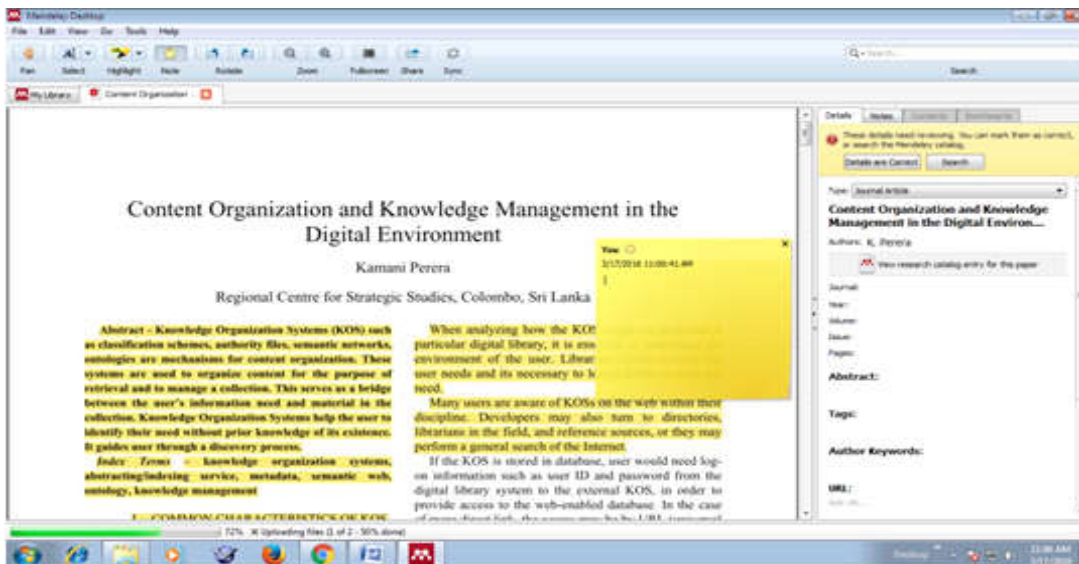 Mendeley Desktop
File Edit View Go Tools Help
Pan Select Highlight Note Rotate Zoom Fullscreen Share Sync
Search
My Library Content Organization
Details Notes
These details need reviewing. You can mark them as correct,
or search the Mendeley catalog.
Details are Correct Search
Type: Journal Article
Content Organization and Knowledge
Management in the Digital Environ...
Authors: K. Perera
View research catalog entry for this paper
Journal:
Year:
Volume:
Issue:
Pages:
Abstract:
Tags:
Author Keywords:
URL:
Content Organization and Knowledge Management in the
Digital Environment
Kamani Perera
Regional Centre for Strategic Studies, Colombo, Sri Lanka
You:
3/17/2016 11:00:41 AM
Abstract - Knowledge Organization Systems (KOS) such
as classification schemes, authority files, semantic networks,
ontologies are mechanisms for content organization. These
systems are used to organize content for the purpose of
retrieval and to manage a collection. This serves as a bridge
between the user's information need and material in the
collection. Knowledge Organization Systems help the user to
identify their need without prior knowledge of its existence.
It guides user through a discovery process.
Index Terms - knowledge organization systems,
abstracting/indexing service, metadata, semantic web,
ontology, knowledge management
I. COMMON CHARACTERISTICS OF KOS
When analyzing how the KOS
particular digital library, it is
environment of the user.
user needs and its necessary to
need.
Many users are aware of KOSs on the web within their
discipline. Developers may also turn to directories,
librarians in the field, and reference sources, or they may
perform a general search of the Internet.
If the KOS is stored in database, user would need log-
on information such as user ID and password from the
digital library system to the external KOS, in order to
provide access to the web-enabled database. In the case
72% Uploading files (1 of 2 - 50% done)
Desktop